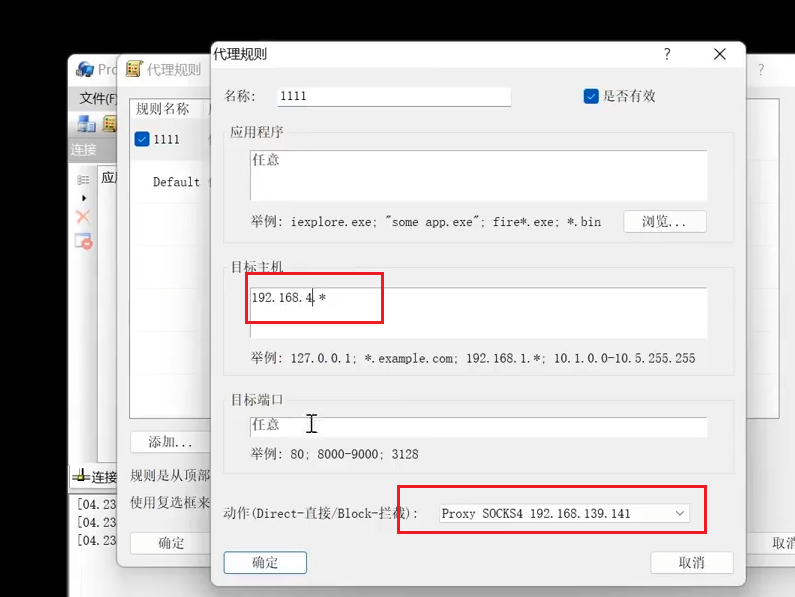 Pro
代理规则
?
代理规则
?
文件(F)
规则名称
名称:
1111
是否有效
1111
连接
应用程序
应
任意
Default
举例: iexplore.exe; "some app.exe"; fire*.exe; *.bin
浏览...
目标主机
192.168.4.*
举例: 127.0.0.1; *.example.com; 192.168.1.*; 10.1.0.0-10.5.255.255
目标端口
任意
添加...
举例: 80; 8000-9000; 3128
连接
规则是从顶部
[04.23
使用复选框来
动作(Direct-直接/Block-拦截):
Proxy SOCKS4 192.168.139.141
[04.23
[04.23
确定
取消
确定
取消